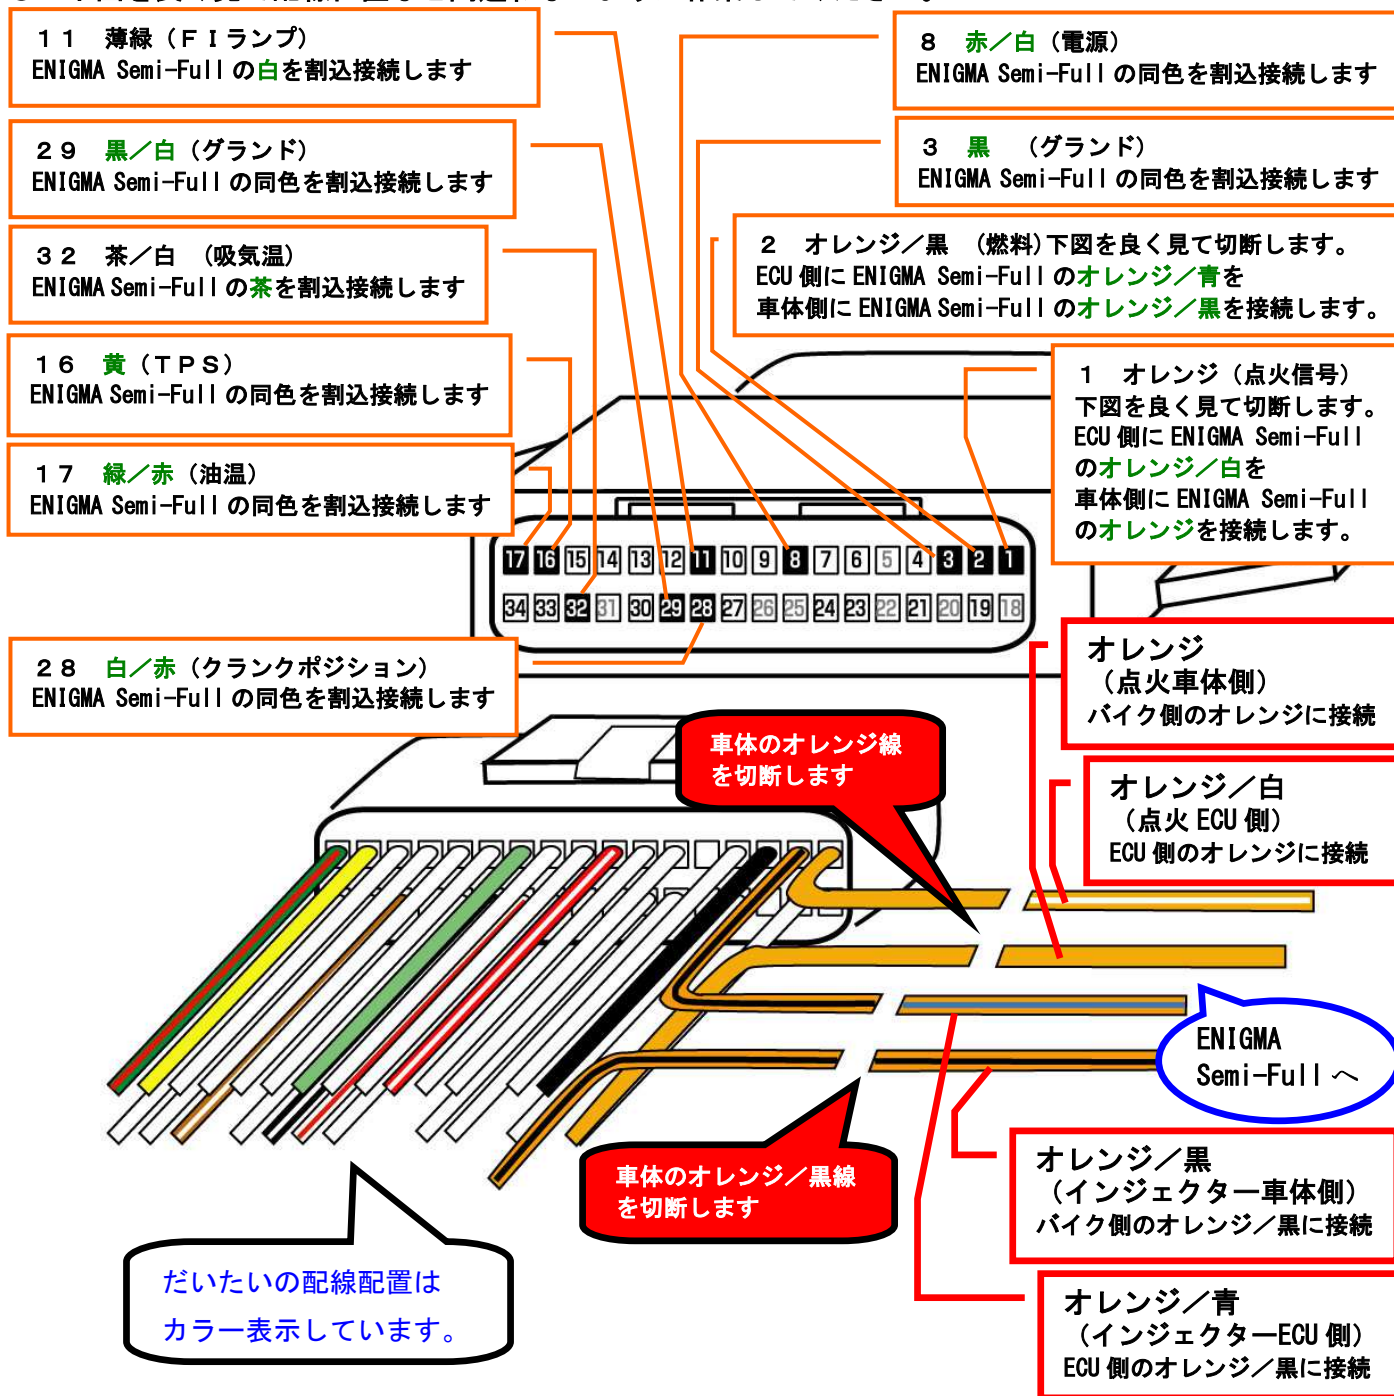 11　薄緑（ＦＩランプ）
ENIGMA Semi-Full の白を割込接続します
29　黒／白（グランド）
ENIGMA Semi-Full の同色を割込接続します
32　茶／白　（吸気温）
ENIGMA Semi-Full の茶を割込接続します
16　黄（ＴＰＳ）
ENIGMA Semi-Full の同色を割込接続します
17　緑／赤（油温）
ENIGMA Semi-Full の同色を割込接続します
28　白／赤（クランクポジション）
ENIGMA Semi-Full の同色を割込接続します
8　赤／白（電源）
ENIGMA Semi-Full の同色を割込接続します
3　黒　（グランド）
ENIGMA Semi-Full の同色を割込接続します
2　オレンジ／黒　（燃料）下図を良く見て切断します。
ECU 側に ENIGMA Semi-Full のオレンジ／青を
車体側に ENIGMA Semi-Full のオレンジ／黒を接続します。
1　オレンジ（点火信号）
下図を良く見て切断します。
ECU 側に ENIGMA Semi-Full
のオレンジ／白を
車体側に ENIGMA Semi-Full
のオレンジを接続します。
17 16 15 14 13 12 11 10 9 8 7 6 5 4 3 2 1
34 33 32 31 30 29 28 27 26 25 24 23 22 21 20 19 18
オレンジ
（点火車体側）
バイク側のオレンジに接続
オレンジ／白
（点火 ECU 側）
ECU 側のオレンジに接続
車体のオレンジ線
を切断します
ENIGMA
Semi-Full へ
車体のオレンジ／黒線
を切断します
オレンジ／黒
（インジェクター車体側）
バイク側のオレンジ／黒に接続
オレンジ／青
（インジェクターECU 側）
ECU 側のオレンジ／黒に接続
だいたいの配線配置は
カラー表示しています。